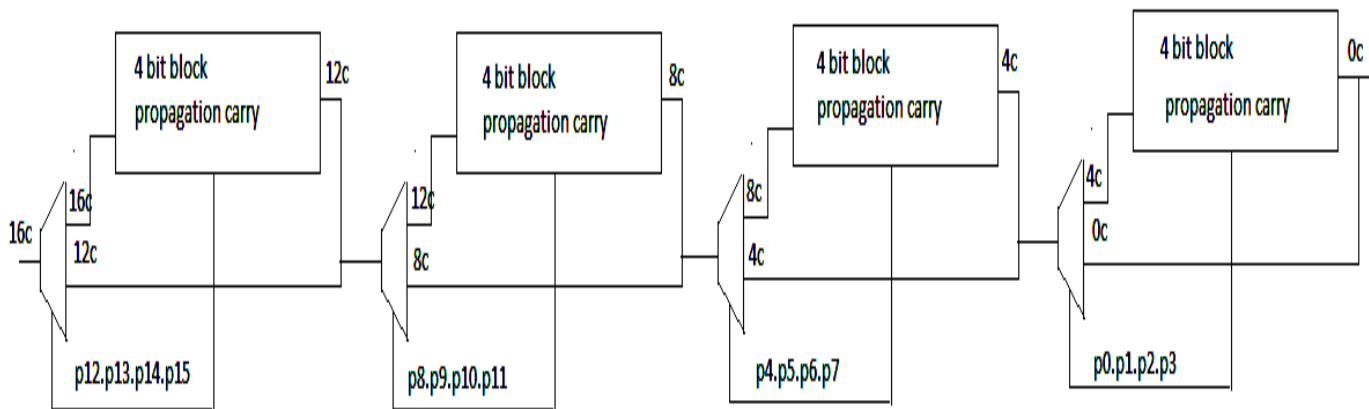 4 bit block
propagation carry
12c
16c
16c
12c
p12.p13.p14.p15
4 bit block
propagation carry
8c
12c
8c
p8.p9.p10.p11
4 bit block
propagation carry
4c
8c
4c
p4.p5.p6.p7
4 bit block
propagation carry
0c
4c
0c
p0.p1.p2.p3